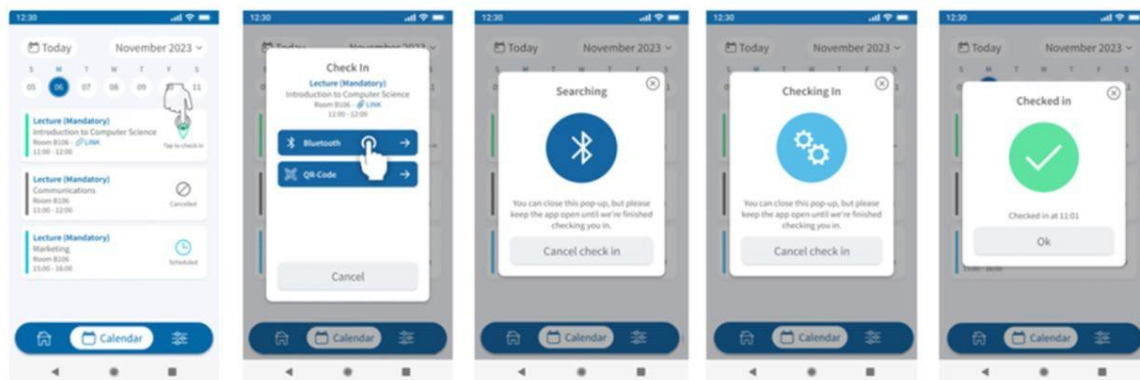 12:30
Today
November 2023
S M T W T F S
05 06 07 08 09 11
Lecture (Mandatory)
Introduction to Computer Science
Room B106 - LINK
11:00 - 12:00
Tap to check in
Lecture (Mandatory)
Communications
Room B106
11:00 - 12:00
Cancelled
Lecture (Mandatory)
Marketing
Room B106
15:00 - 16:00
Scheduled
Calendar
12:30
Today
November 2023
Check In
Lecture (Mandatory)
Introduction to Computer Science
Room B106 - LINK
11:00 - 12:00
Bluetooth
QR-Code
Cancel
Calendar
12:30
Today
November 2023
Searching
You can close this pop-up, but please
keep the app open until we're finished
checking you in.
Cancel check in
Calendar
12:30
Today
November 2023
Checking In
You can close this pop-up, but please
keep the app open until we're finished
checking you in.
Cancel check in
Calendar
12:30
Today
November 2023
S M T W T F S
Checked in
Checked in at 11:01
Ok
15:00 - 16:00
Calendar